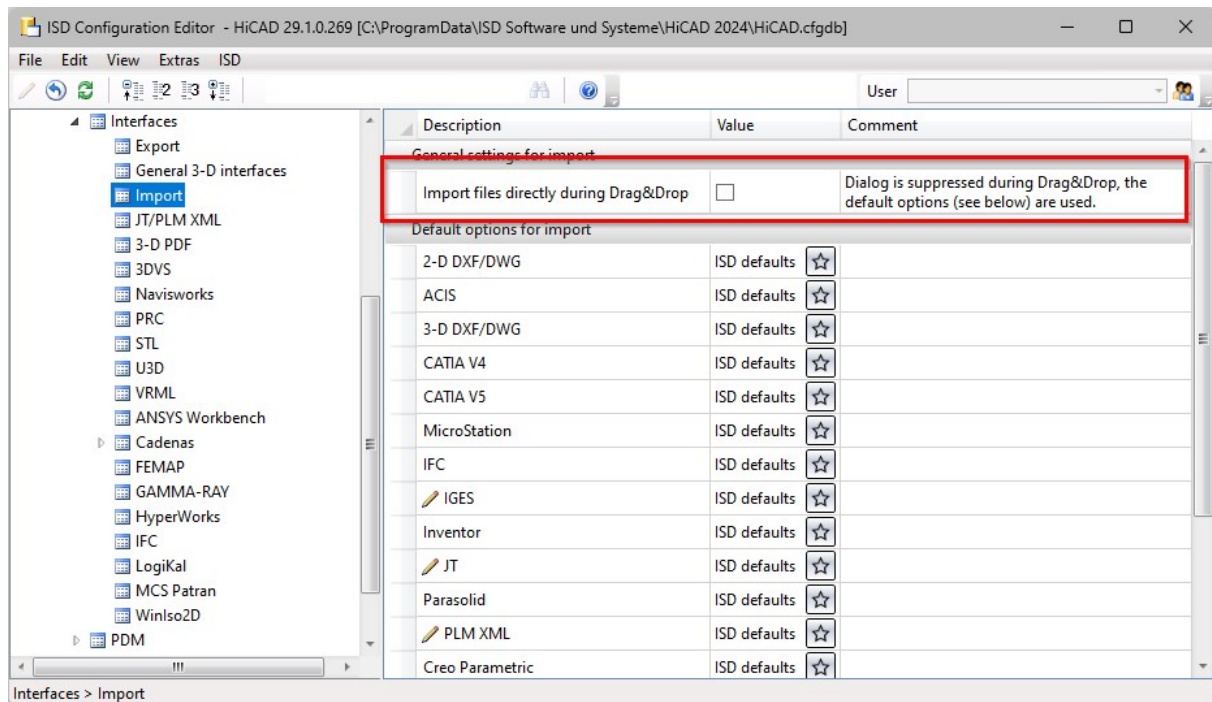 ISD Configuration Editor - HiCAD 29.1.0.269 [C:\ProgramData\ISD Software und Systeme\HiCAD 2024\HiCAD.cfgdb]
File Edit View Extras ISD
2 3 User
Interfaces
Export
General 3-D interfaces
Import
JT/PLM XML
3-D PDF
3DVS
Navisworks
PRC
STL
U3D
VRML
ANSYS Workbench
Cadenas
FEMAP
GAMMA-RAY
HyperWorks
IFC
LogiKal
MCS Patran
WinIso2D
PDM
Description Value Comment
General settings for import
Import files directly during Drag&Drop Dialog is suppressed during Drag&Drop, the
default options (see below) are used.
Default options for import
2-D DXF/DWG ISD defaults
ACIS ISD defaults
3-D DXF/DWG ISD defaults
CATIA V4 ISD defaults
CATIA V5 ISD defaults
MicroStation ISD defaults
IFC ISD defaults
IGES ISD defaults
Inventor ISD defaults
JT ISD defaults
Parasolid ISD defaults
PLM XML ISD defaults
Creo Parametric ISD defaults
Interfaces > Import